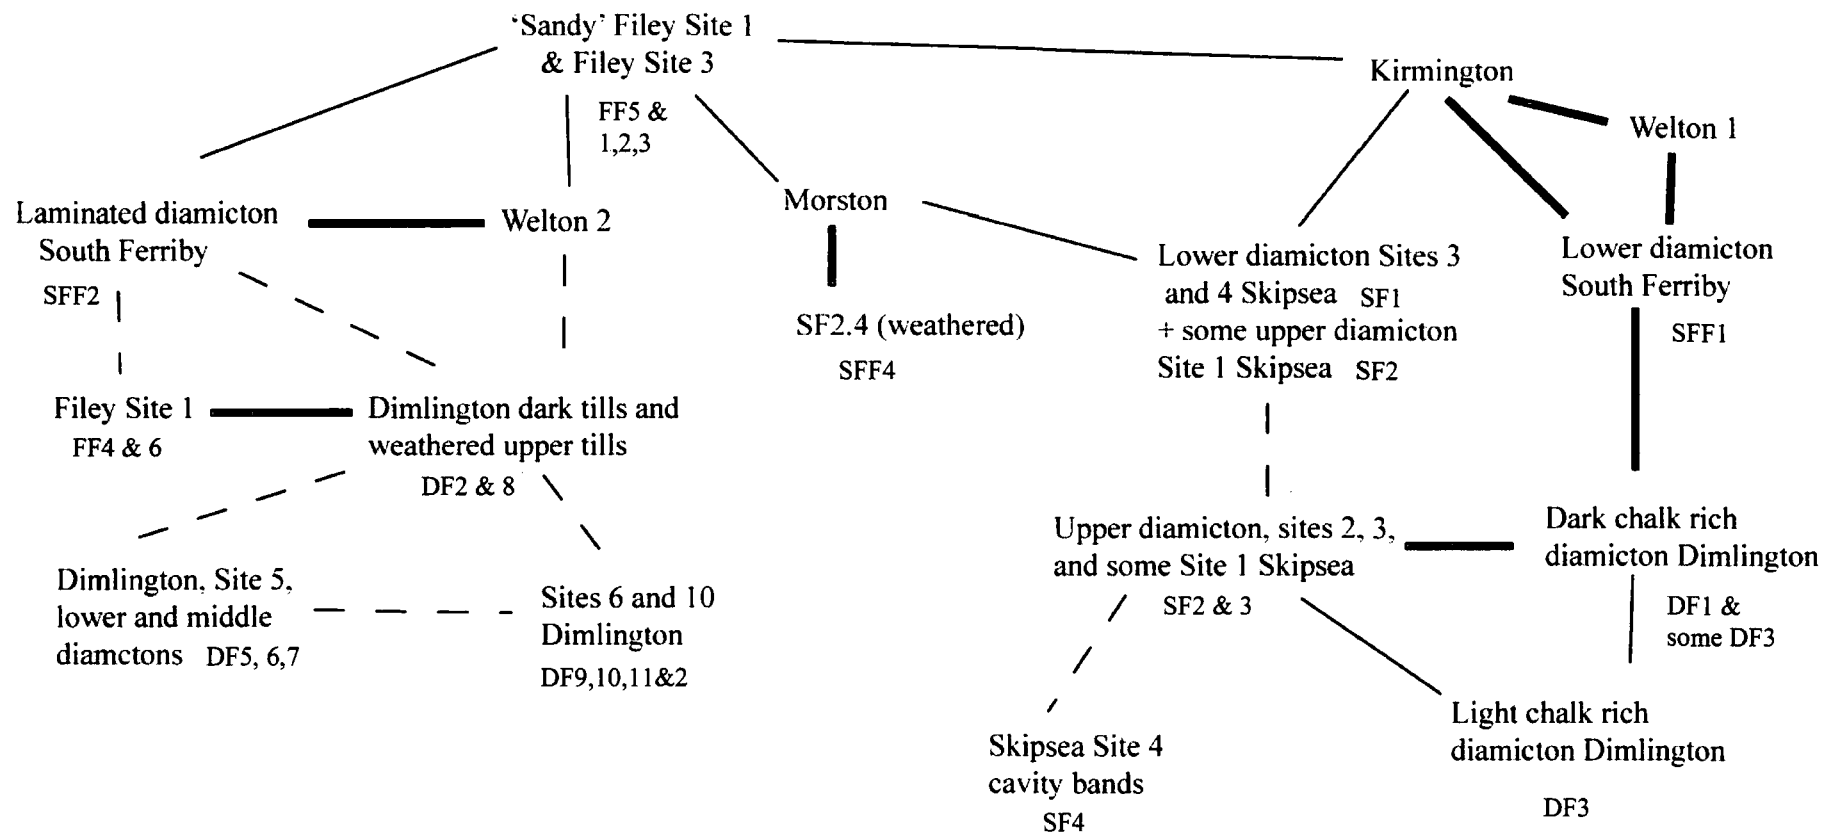 'Sandy' Filey Site 1
& Filey Site 3
FF5 &
1,2,3
Kirmington
Welton 1
Laminated diamicton
South Ferriby
SFF2
Welton 2
Morston
SF2.4 (weathered)
SFF4
Lower diamicton Sites 3
and 4 Skipsea SF1
+ some upper diamicton
Site 1 Skipsea SF2
Lower diamicton
South Ferriby
SFF1
Filey Site 1
FF4 & 6
Dimlington dark tills and
weathered upper tills
DF2 & 8
Upper diamicton, sites 2, 3,
and some Site 1 Skipsea
SF2 & 3
Dark chalk rich
diamicton Dimlington
DF1 &
some DF3
Dimlington, Site 5,
lower and middle
diamctons DF5, 6,7
Sites 6 and 10
Dimlington
DF9,10,11&2
Skipsea Site 4
cavity bands
SF4
Light chalk rich
diamicton Dimlington
DF3